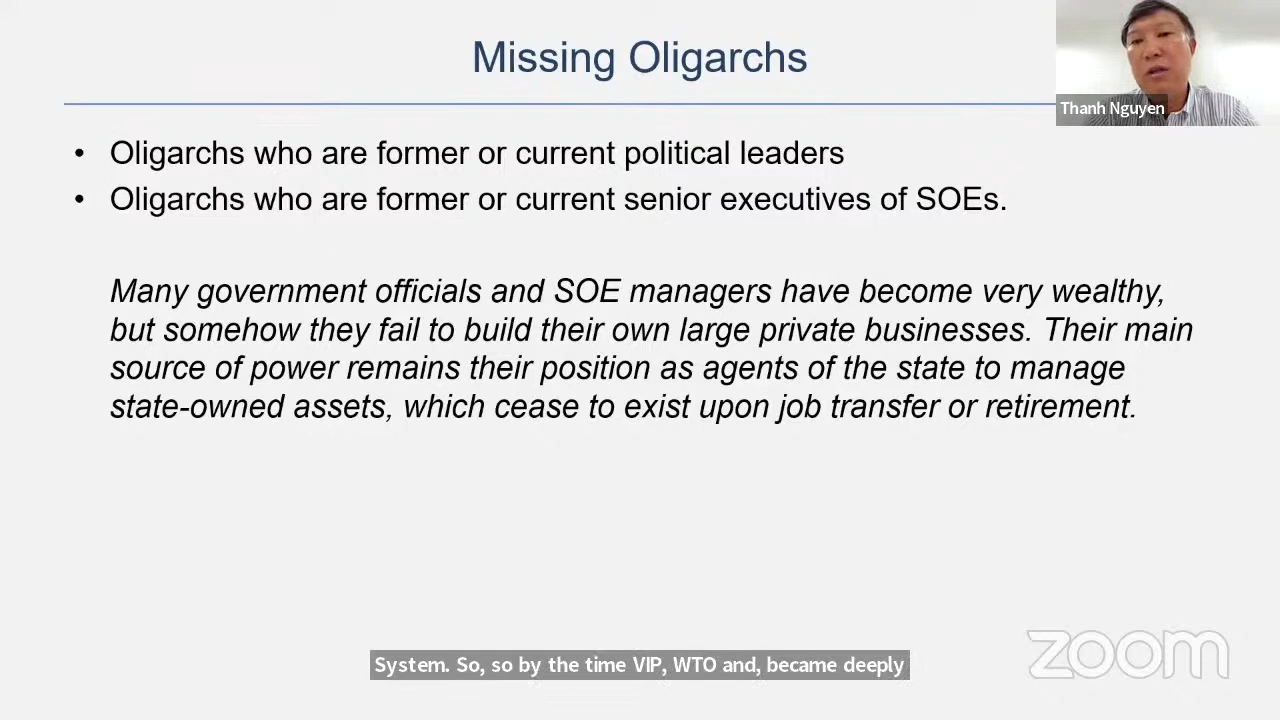 Missing Oligarchs
Thanh Nguyen
• Oligarchs who are former or current political leaders
• Oligarchs who are former or current senior executives of SOEs.
Many government officials and SOE managers have become very wealthy,
but somehow they fail to build their own large private businesses. Their main
source of power remains their position as agents of the state to manage
state-owned assets, which cease to exist upon job transfer or retirement.
System. So, so by the time VIP, WTO and, became deeply
zoom